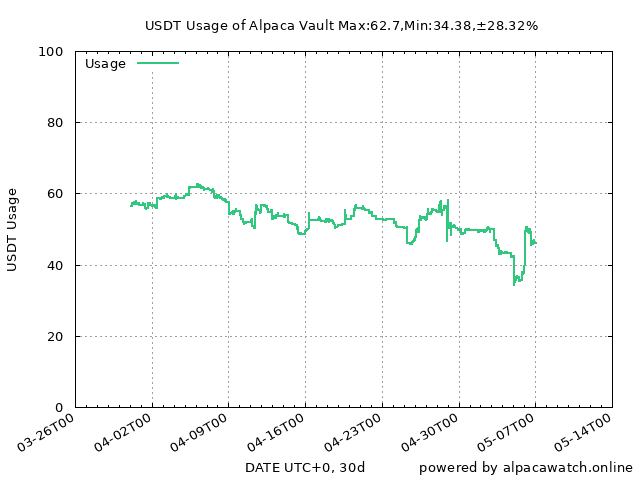 USDT Usage of Alpaca Vault Max:62.7,Min:34.38,±28.32%
100
Usage
80
60
USDT Usage
40
20
0
03-26T00 04-02T00 04-09T00 04-16T00 04-23T00 04-30T00 05-07T00 05-14T00
DATE UTC+0, 30d powered by alpacawatch.online